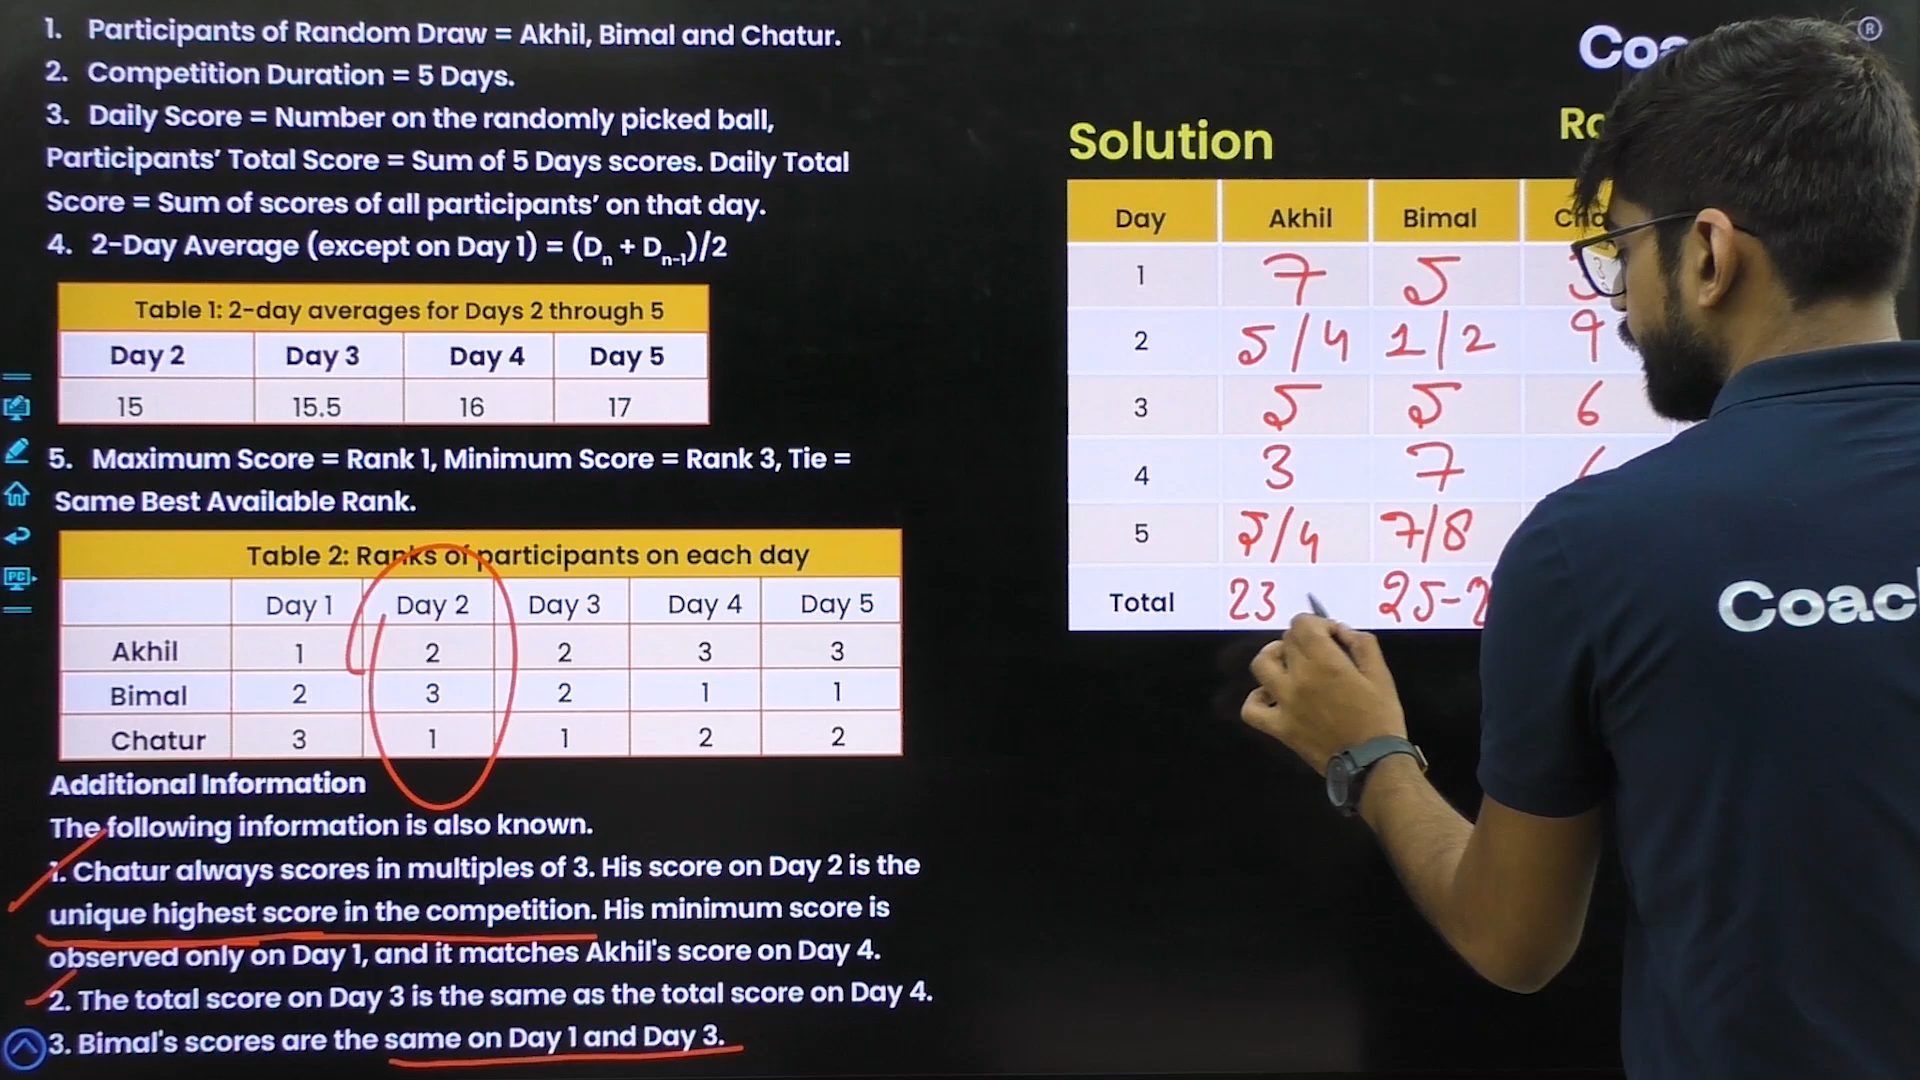 1. Participants of Random Draw = Akhil, Bimal and Chatur.
2. Competition Duration = 5 Days.
3. Daily Score = Number on the randomly picked ball,
Participants' Total Score = Sum of 5 Days scores. Daily Total
Score = Sum of scores of all participants' on that day.
4. 2-Day Average (except on Day 1) = (Dn + Dn-1)/2
Table 1: 2-day averages for Days 2 through 5
Day 2 Day 3 Day 4 Day 5
15 15.5 16 17
5. Maximum Score = Rank 1, Minimum Score = Rank 3, Tie =
Same Best Available Rank.
Table 2: Ranks of participants on each day
Day 1 Day 2 Day 3 Day 4 Day 5
Akhil 1 2 2 3 3
Bimal 2 3 2 1 1
Chatur 3 1 1 2 2
Additional Information
The following information is also known.
1. Chatur always scores in multiples of 3. His score on Day 2 is the
unique highest score in the competition. His minimum score is
observed only on Day 1, and it matches Akhil's score on Day 4.
2. The total score on Day 3 is the same as the total score on Day 4.
3. Bimal's scores are the same on Day 1 and Day 3.
PC
®
Solution
Day Akhil Bimal
1 7 5
2 5/4 1/2 9
3 5 5 6
4 3 7
5 5/4 7/8
Total 23 25-